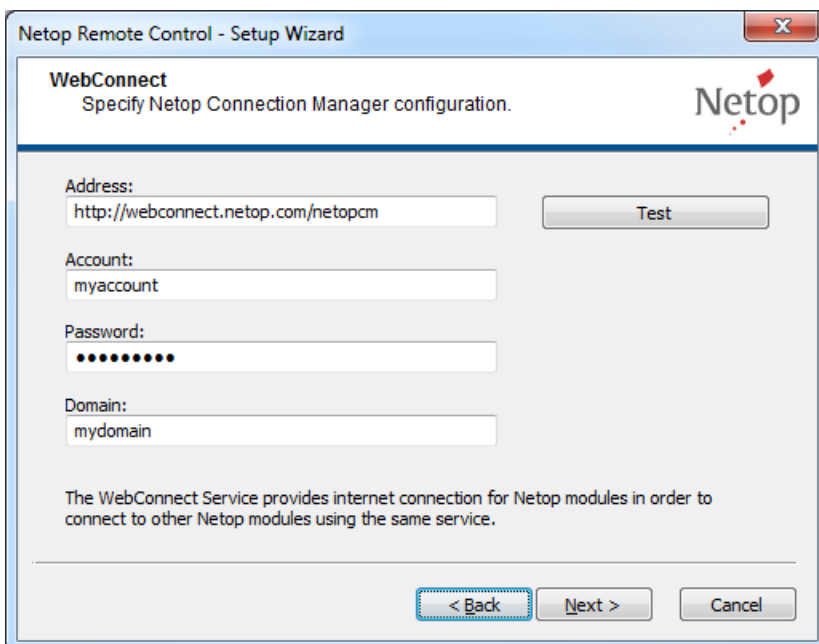 Netop Remote Control - Setup Wizard
WebConnect
Specify Netop Connection Manager configuration.
Netop
Address:
http://webconnect.netop.com/netopcm
Test
Account:
myaccount
Password:
●●●●●●●●●
Domain:
mydomain
The WebConnect Service provides internet connection for Netop modules in order to
connect to other Netop modules using the same service.
< Back
Next >
Cancel